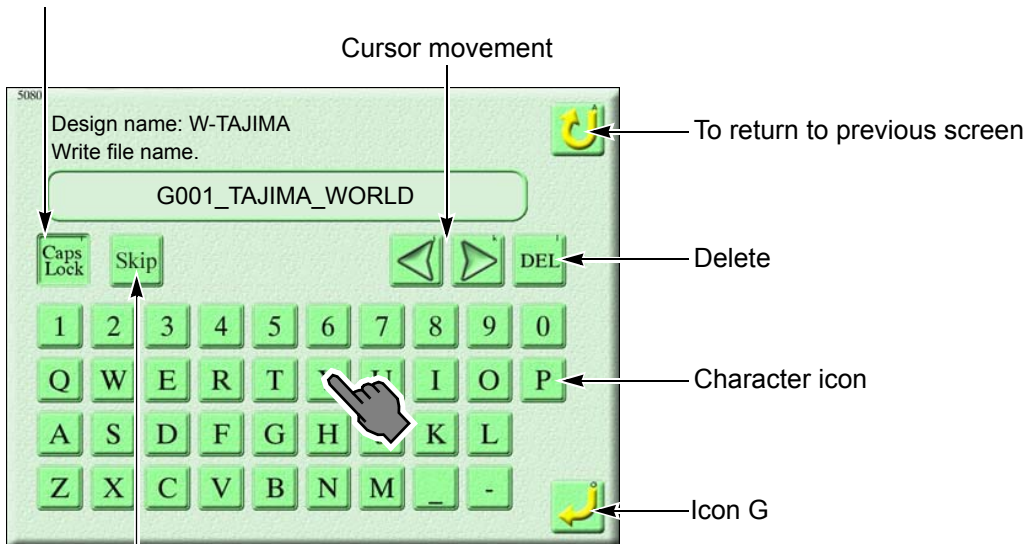 Cursor movement
5080
A
Design name: W-TAJIMA
Write file name.
To return to previous screen
G001_TAJIMA_WORLD
Caps Lock
Skip
k
DEL
Delete
1 2 3 4 5 6 7 8 9 0
Q W E R T U I O P
Character icon
A S D F G H K L
Z X C V B N M _ -
Icon G